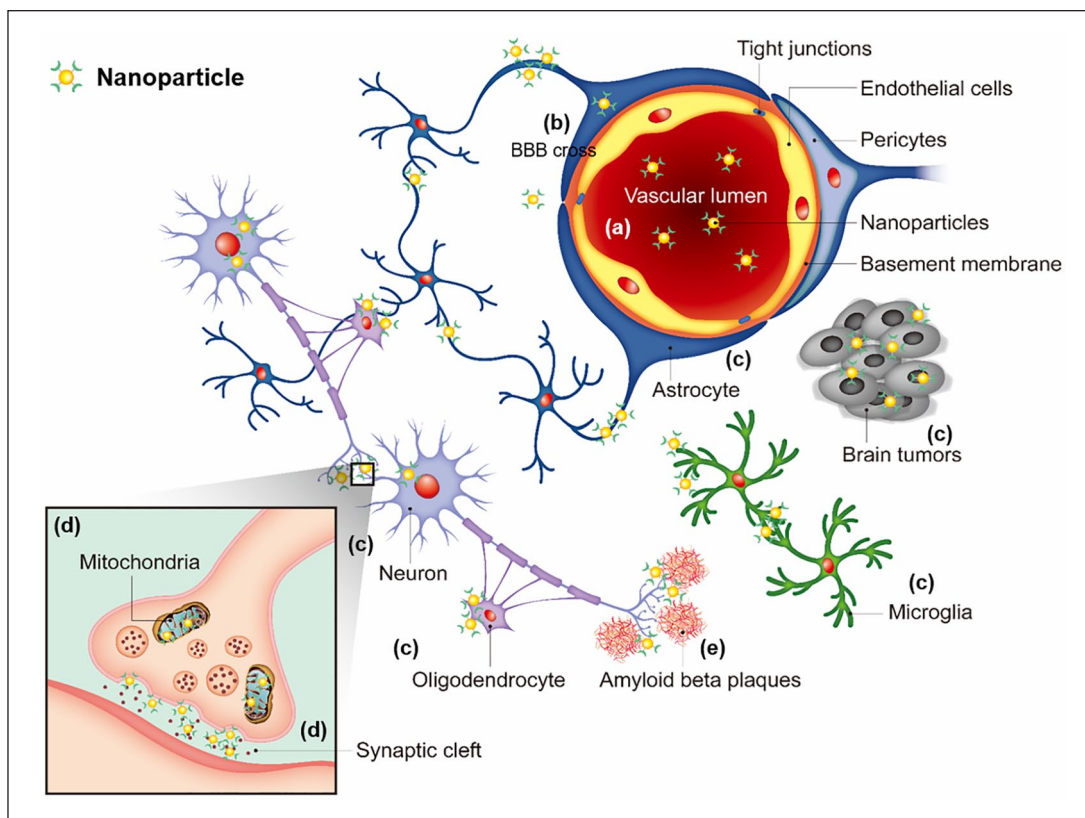 Nanoparticle
Tight junctions
Endothelial cells
(b)
BBB cross
Pericytes
Vascular lumen
(a)
Nanoparticles
Basement membrane
(c)
Astrocyte
(c)
Brain tumors
(d)
Mitochondria
(c)
Neuron
(c)
Microglia
(c)
Oligodendrocyte
(e)
Amyloid beta plaques
(d)
Synaptic cleft